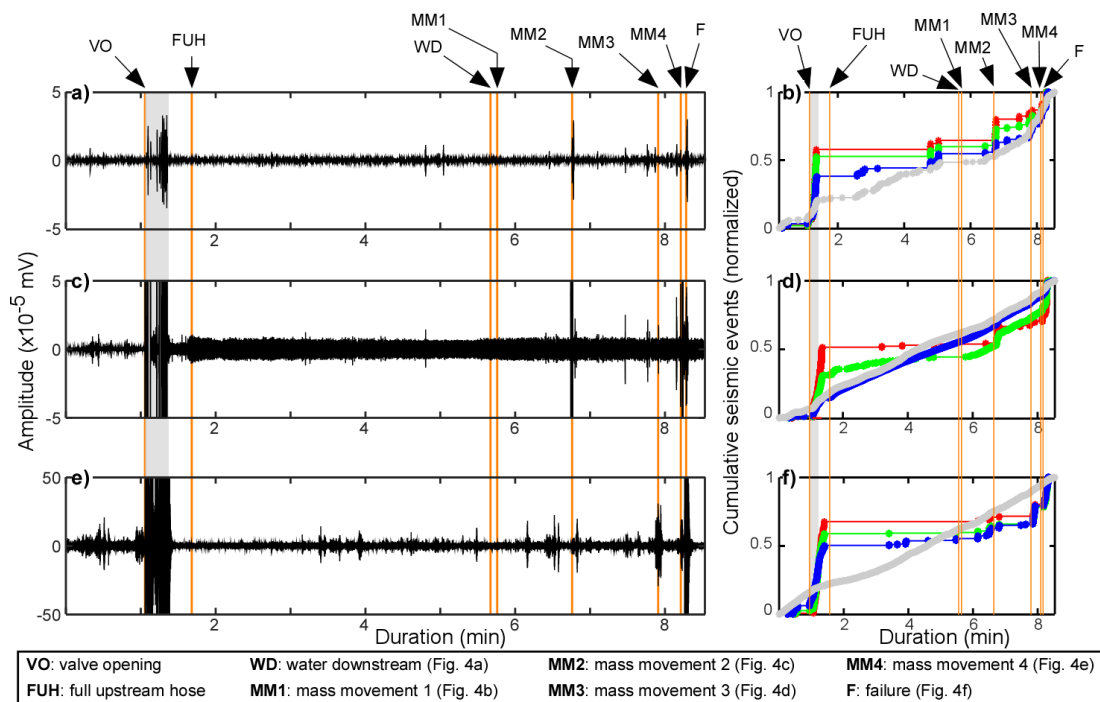 VO
FUH
MM1
WD
MM2
MM3
MM4
F
VO
FUH
MM1
WD
MM2
MM3
MM4
F
Amplitude (x10-5 mV)
a)
5
0
-5
2
4
6
8
c)
5
0
-5
e)
50
0
-50
2
4
6
8
Duration (min)
Cumulative seismic events (normalized)
b)
1
0.5
0
2
4
6
8
d)
1
0.5
0
2
4
6
8
f)
1
0.5
0
2
4
6
8
Duration (min)
VO: valve opening
WD: water downstream (Fig. 4a)
MM2: mass movement 2 (Fig. 4c)
MM4: mass movement 4 (Fig. 4e)
FUH: full upstream hose
MM1: mass movement 1 (Fig. 4b)
MM3: mass movement 3 (Fig. 4d)
F: failure (Fig. 4f)